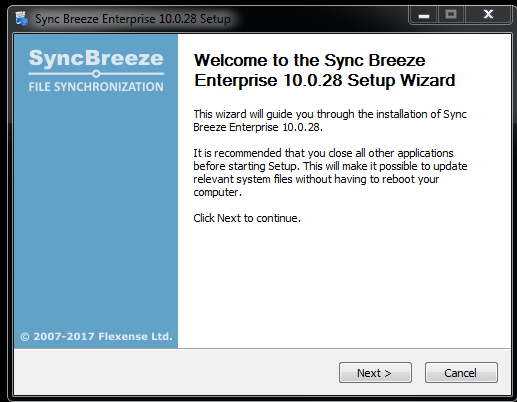 Sync Breeze Enterprise 10.0.28 Setup
SyncBreeze
FILE SYNCHRONIZATION
Welcome to the Sync Breeze
Enterprise 10.0.28 Setup Wizard
This wizard will guide you through the installation of Sync
Breeze Enterprise 10.0.28.
It is recommended that you close all other applications
before starting Setup. This will make it possible to update
relevant system files without having to reboot your
computer.
Click Next to continue.
© 2007-2017 Flexense Ltd.
Next >
Cancel